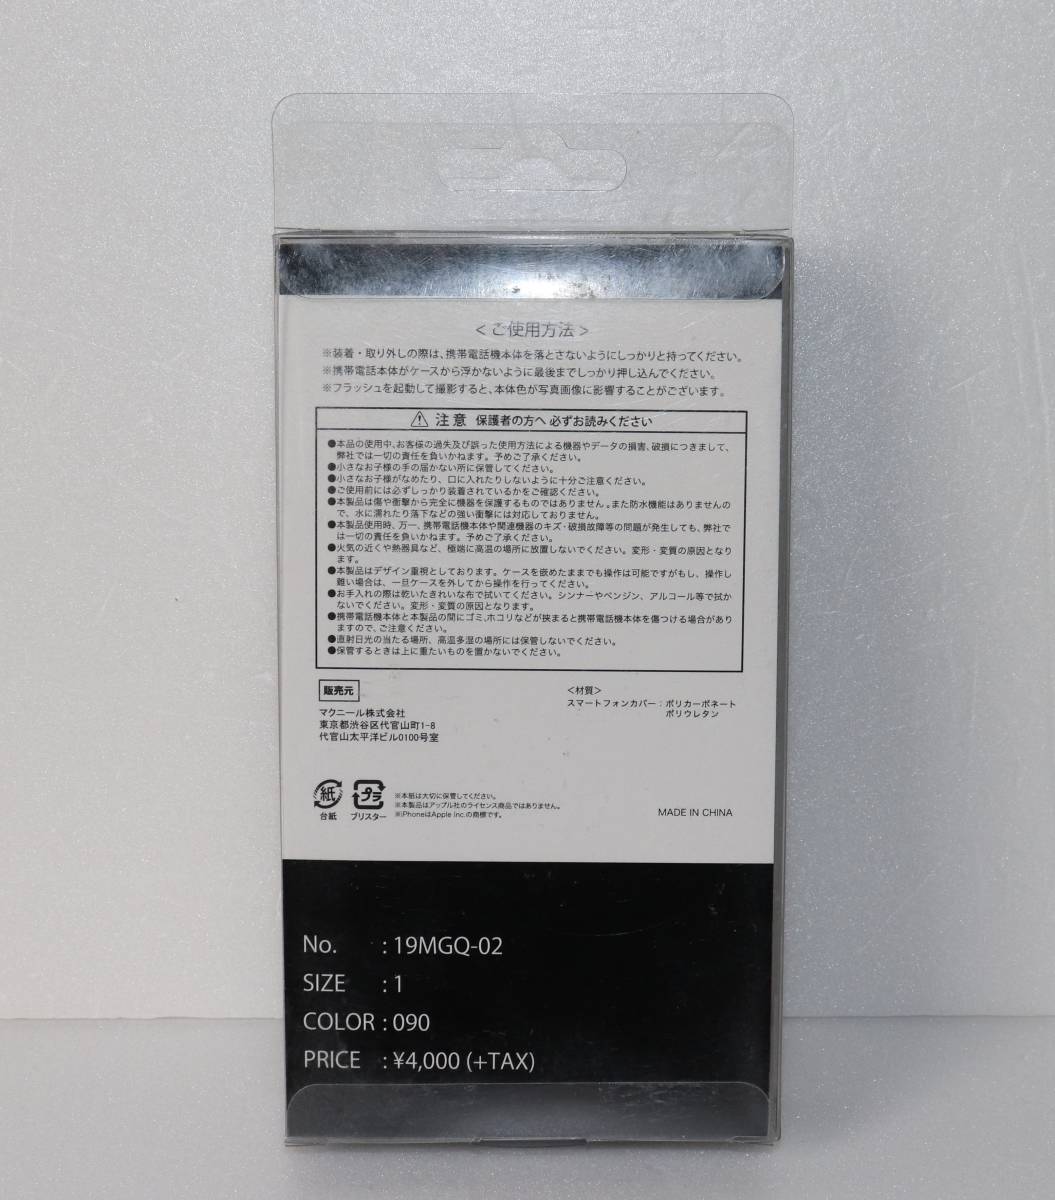 ＜ご使用方法＞
※装着・取り外しの際は、携帯電話機本体を落とさないようにしっかりと持ってください。
※携帯電話本体がケースから浮かないように最後までしっかり押し込んでください。
※フラッシュを起動して撮影すると、本体色が写真画像に影響することがございます。
⚠ 注意 保護者の方へ 必ずお読みください
●本品の使用中、お客様の過失及び誤った使用方法による機器やデータの損害、破損につきまして、
弊社では一切の責任を負いかねます。予めご了承ください。
●小さなお子様の手の届かない所に保管してください。
●小さなお子様がなめたり、口に入れたりしないように十分ご注意ください。
●ご使用前には必ずしっかり装着されているかをご確認ください。
●本製品は傷や衝撃から完全に機器を保護するものではありません。また防水機能はありませんの
で、水に濡れたり落下などの強い衝撃には対応しておりません。
●本製品使用時、万一、携帯電話機本体や関連機器のキズ・破損故障等の問題が発生しても、弊社で
は一切の責任を負いかねます。予めご了承ください。
●火気の近くや熱器具など、極端に高温の場所に放置しないでください。変形・変質の原因となり
ます。
●本製品はデザイン重視としております。ケースを嵌めたままでも操作は可能ですがもし、操作し
難い場合は、一旦ケースを外してから操作を行ってください。
●お手入れの際は乾いたきれいな布で拭いてください。シンナーやベンジン、アルコール等で拭か
ないでください。変形・変質の原因となります。
●携帯電話機本体と本製品の間にゴミ、ホコリなどが挟まると携帯電話機本体を傷つける場合があり
ますので、ご注意ください。
●直射日光の当たる場所、高温多湿の場所には保管しないでください。
●保管するときは上に重たいものを置かないでください。
販売元
マクニール株式会社
東京都渋谷区代官山町1-8
代官山太平洋ビル0100号室
＜材質＞
スマートフォンカバー：ポリカーボネート
ポリウレタン
紙
台紙
プラ
ブリスター
※本紙は大切に保管してください。
※本製品はアップル社のライセンス商品ではありません。
※iPhoneはApple inc.の商標です。
MADE IN CHINA
No. : 19MGQ-02
SIZE : 1
COLOR : 090
PRICE : ¥4,000 (+TAX)